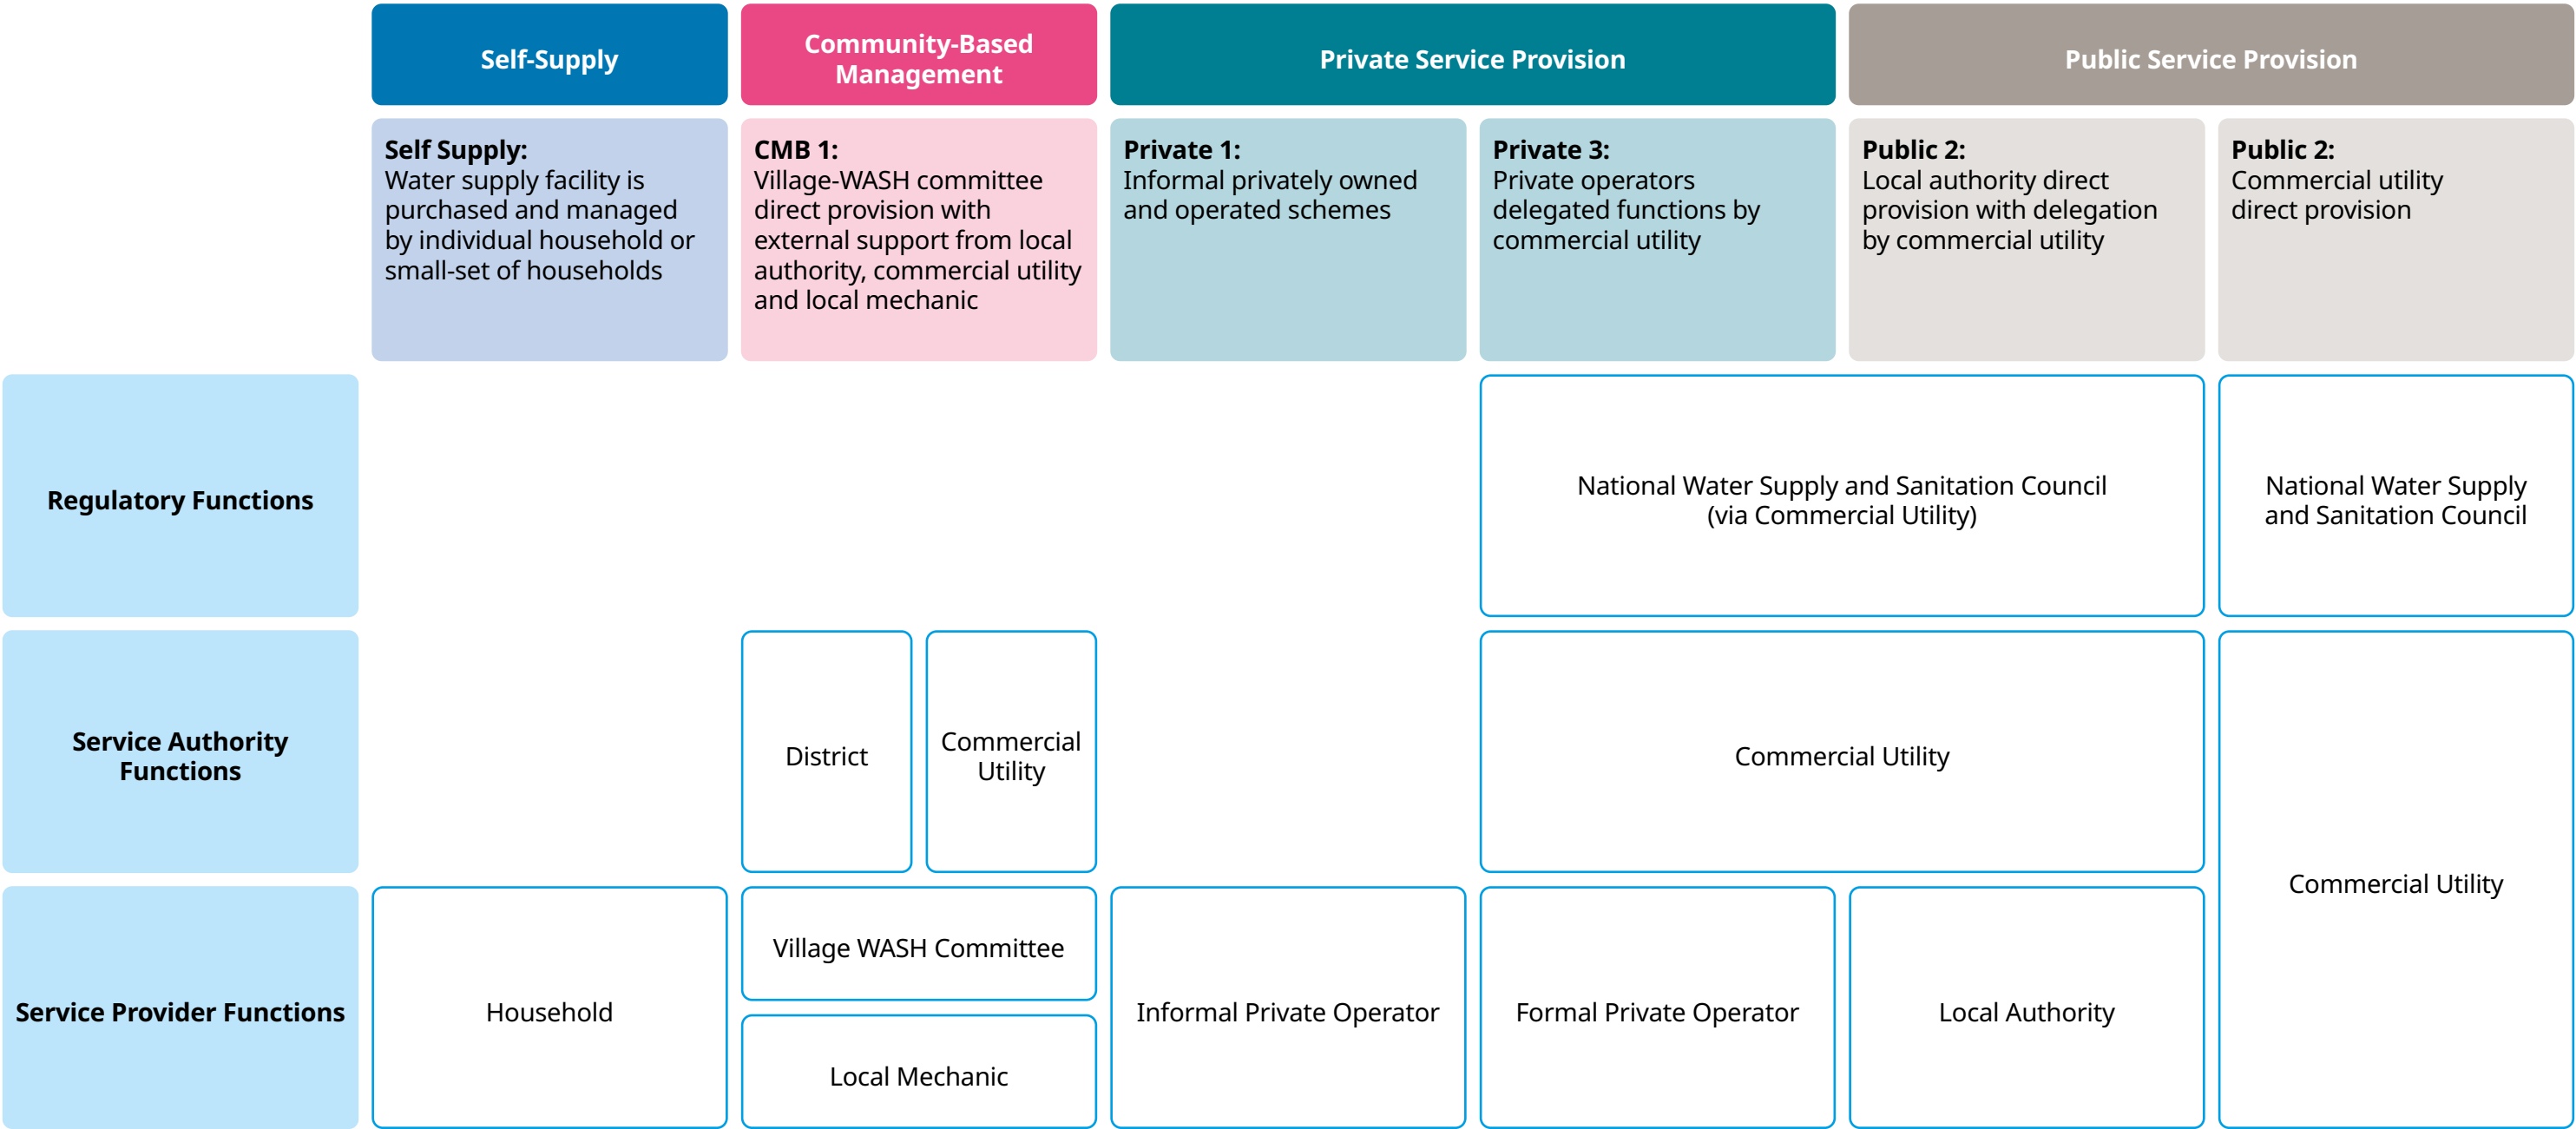 Self-Supply
Community-Based
Management
Private Service Provision
Public Service Provision
Self Supply:
Water supply facility is
purchased and managed
by individual household or
small-set of households
CMB 1:
Village-WASH committee
direct provision with
external support from local
authority, commercial utility
and local mechanic
Private 1:
Informal privately owned
and operated schemes
Private 3:
Private operators
delegated functions by
commercial utility
Public 2:
Local authority direct
provision with delegation
by commercial utility
Public 2:
Commercial utility
direct provision
Regulatory Functions
National Water Supply and Sanitation Council
(via Commercial Utility)
National Water Supply
and Sanitation Council
Service Authority
Functions
District
Commercial
Utility
Commercial Utility
Commercial Utility
Service Provider Functions
Household
Village WASH Committee
Local Mechanic
Informal Private Operator
Formal Private Operator
Local Authority